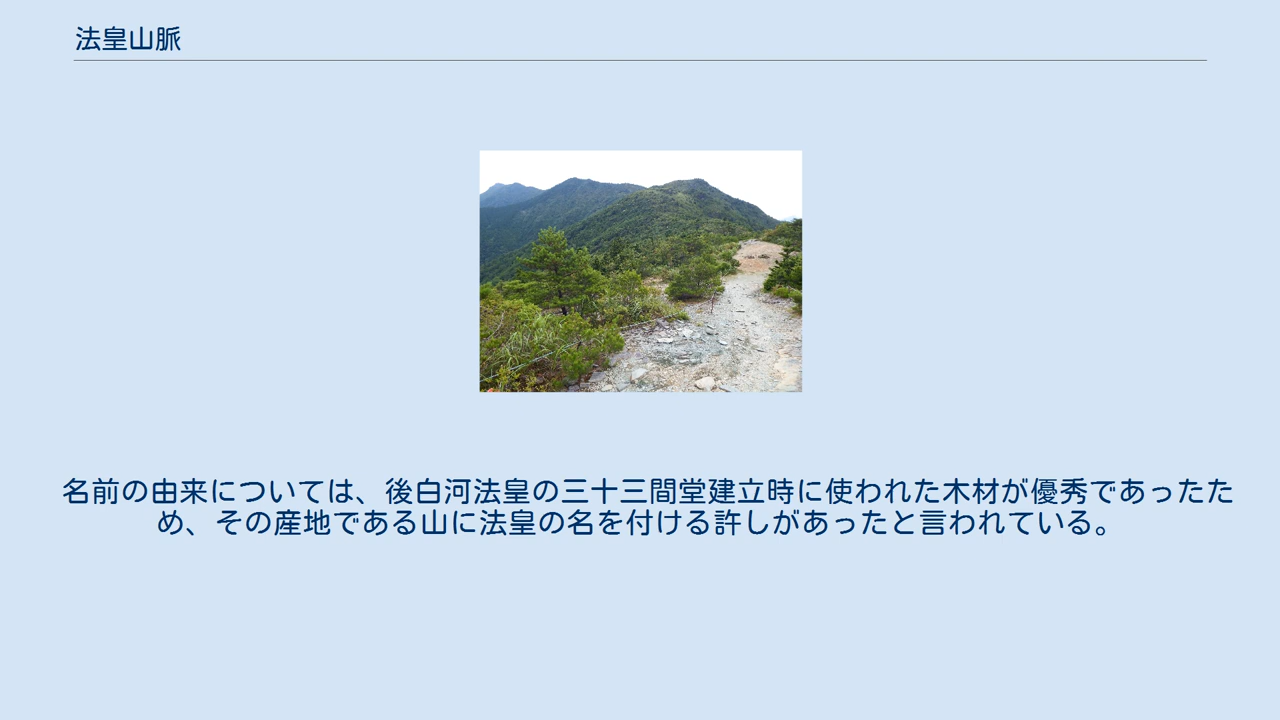 法皇山脈
名前の由来については、後白河法皇の三十三間堂建立時に使われた木材が優秀であったた
め、その産地である山に法皇の名を付ける許しがあったと言われている。